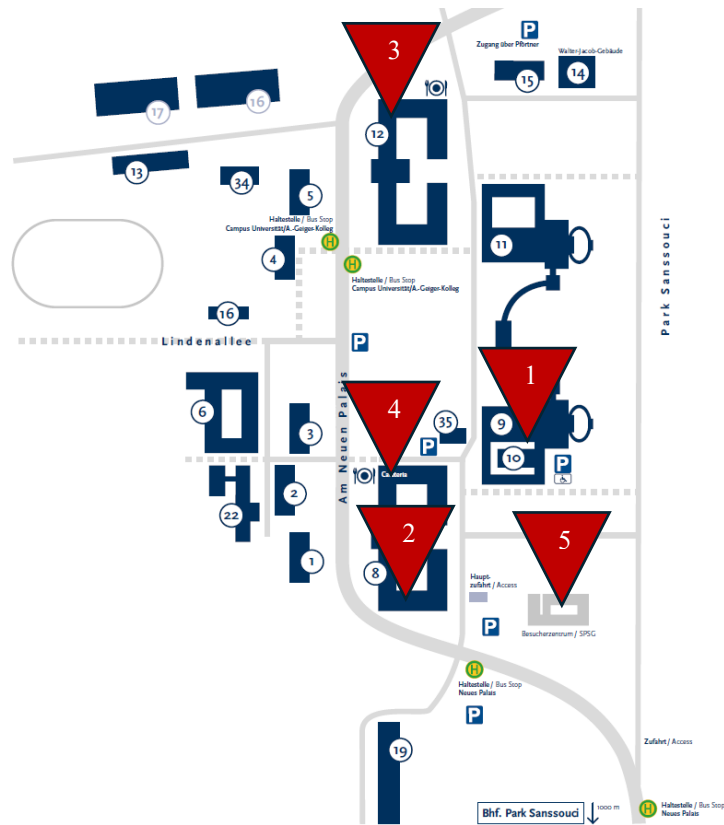 3
P
Zugang über Pförtner
Walter-Jacob-Gebäude
15
14
17
16
12
13
34
5
Haltestelle / Bus Stop
Campus Universität/A.-Geiger-Kolleg
H
4
11
H
Haltestelle / Bus Stop
Campus Universität/A.-Geiger-Kolleg
Park Sanssouci
16
Lindenallee
P
1
Am Neuen Palais
4
6
3
35
P
9
10
P
Cafeteria
2
22
2
5
1
8
Haupt-
zufahrt / Access
P
Besucherzentrum / SPSG
H
Haltestelle / Bus Stop
Neues Palais
P
19
Zufahrt / Access
Bhf. Park Sanssouci
1000 m
H
Haltestelle / Bus Stop
Neues Palais